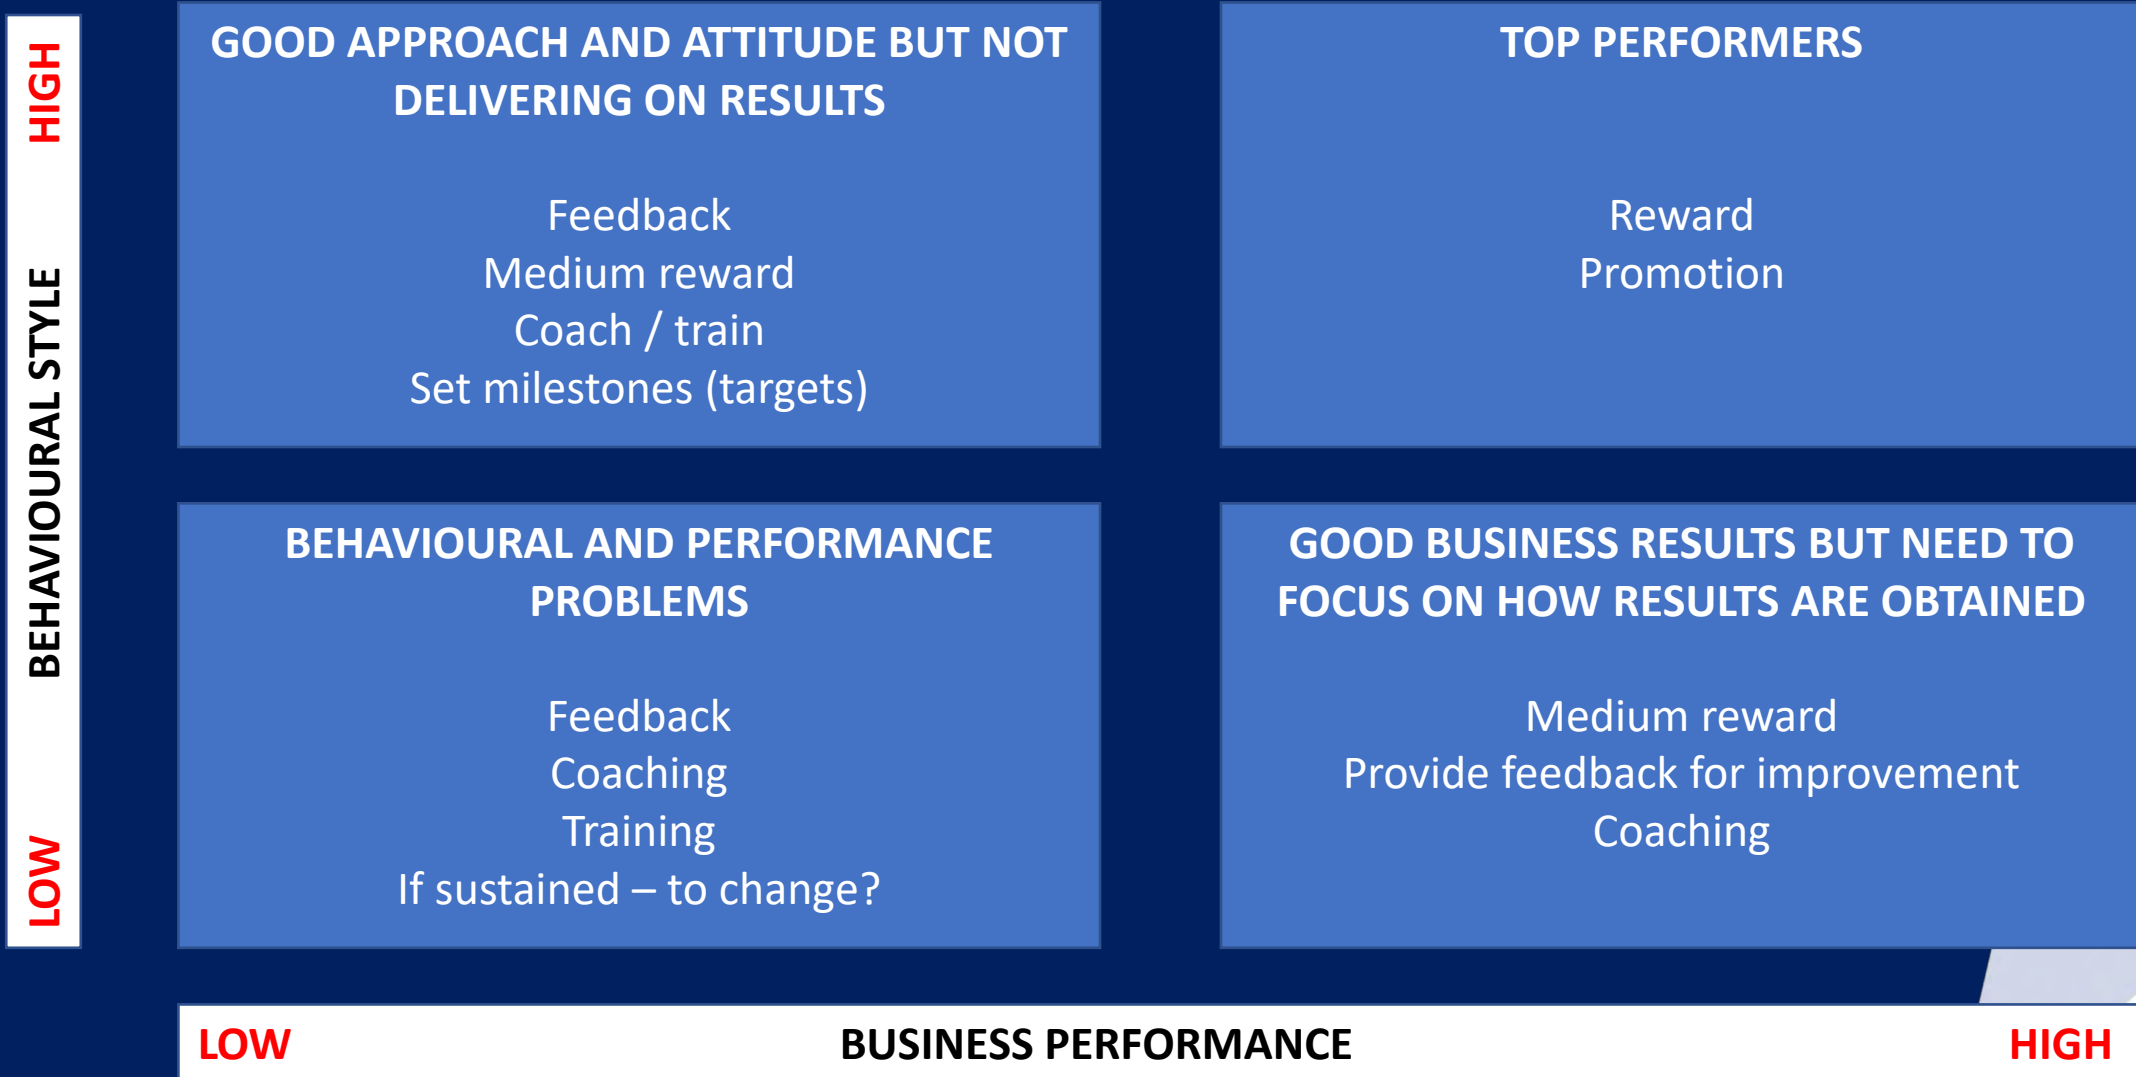 HIGH
BEHAVIOURAL STYLE
LOW
GOOD APPROACH AND ATTITUDE BUT NOT
DELIVERING ON RESULTS
Feedback
Medium reward
Coach / train
Set milestones (targets)
TOP PERFORMERS
Reward
Promotion
BEHAVIOURAL AND PERFORMANCE
PROBLEMS
Feedback
Coaching
Training
If sustained – to change?
GOOD BUSINESS RESULTS BUT NEED TO
FOCUS ON HOW RESULTS ARE OBTAINED
Medium reward
Provide feedback for improvement
Coaching
LOW
BUSINESS PERFORMANCE
HIGH